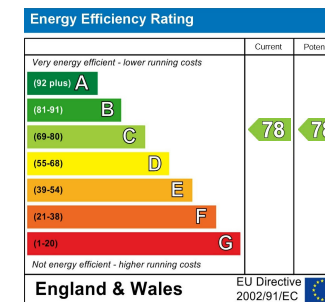 Energy Efficiency Rating
Current
Very energy efficient - lower running costs
(92 plus) A
(81-91) B
(69-80) C
78
(55-68) D
(39-54) E
(21-38) F
(1-20) G
Not energy efficient - higher running costs
England & Wales
EU Directive
2002/91/EC